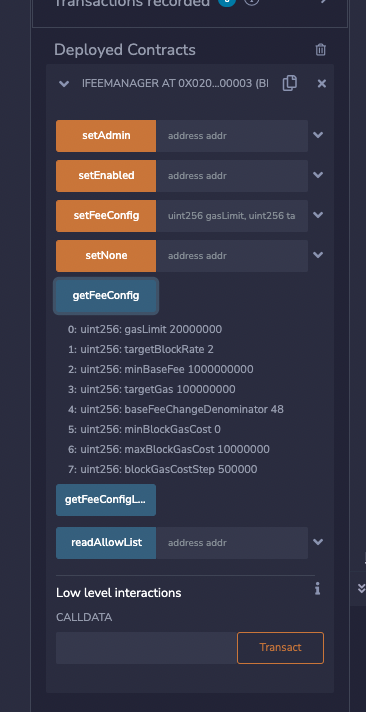 Transactions recorded
Deployed Contracts
IFEEMANAGER AT 0X020...00003 (BI
setAdmin address addr
setEnabled address addr
setFeeConfig uint256 gasLimit, uint256 ta
setNone address addr
getFeeConfig
0: uint256: gasLimit 20000000
1: uint256: targetBlockRate 2
2: uint256: minBaseFee 1000000000
3: uint256: targetGas 100000000
4: uint256: baseFeeChangeDenominator 48
5: uint256: minBlockGasCost 0
6: uint256: maxBlockGasCost 10000000
7: uint256: blockGasCostStep 500000
getFeeConfigL...
readAllowList address addr
Low level interactions
CALLDATA
Transact